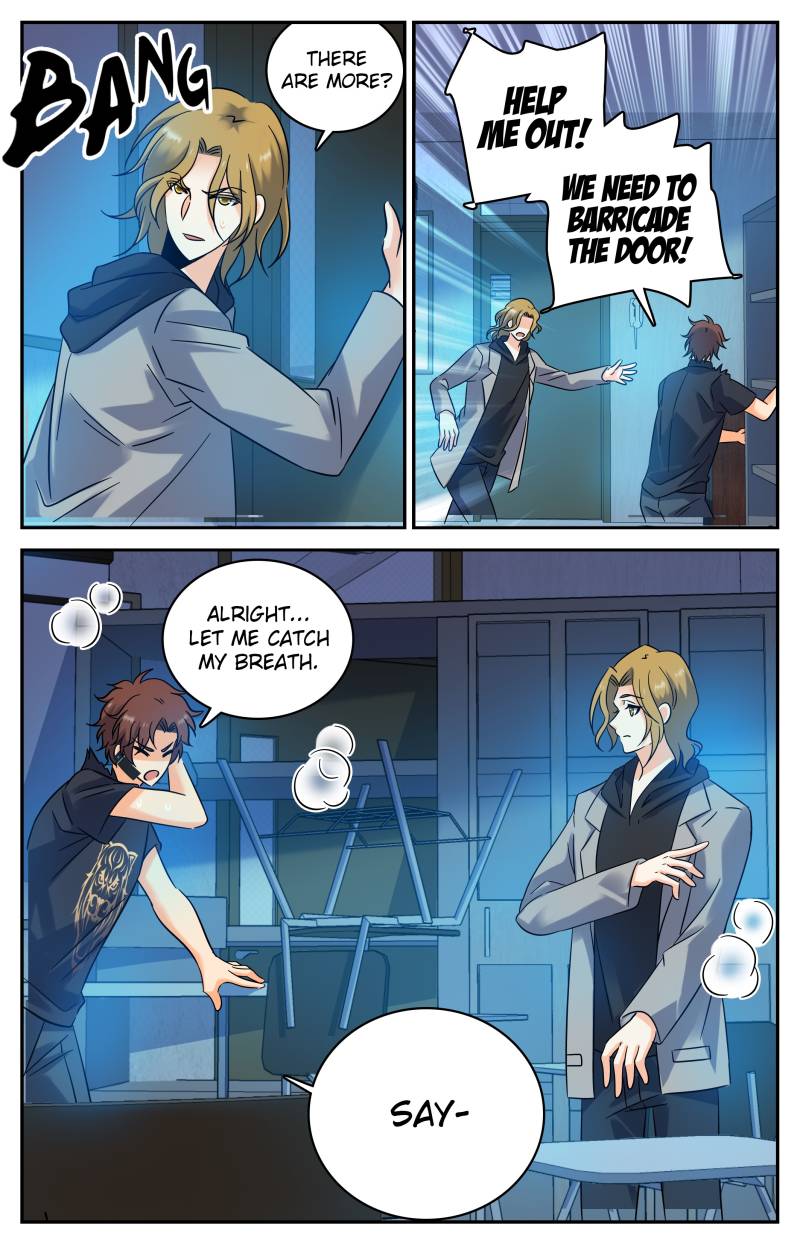 BANG
THERE
ARE MORE?
HELP
ME OUT!
WE NEED TO
BARRICADE
THE DOOR!
ALRIGHT...
LET ME CATCH
MY BREATH.
SAY-